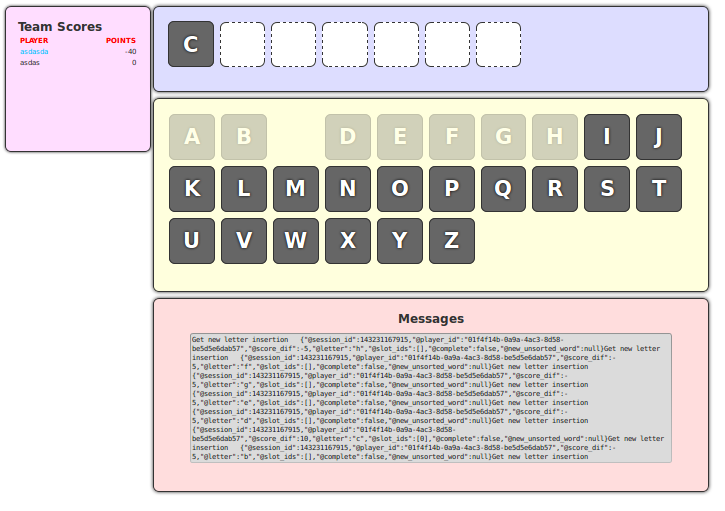 Team Scores
PLAYER POINTS
asdasda -40
asdas 0
C
A B D E F G H I J
K L M N O P Q R S T
U V W X Y Z
Messages
Get new letter insertion {"@session_id":143231167915,"@player_id":"01f4f14b-0a9a-4ac3-8d58-
be5d5e6dab57","@score_dif":-5,"@letter":"h","@slot_ids":[],"@complete":false,"@new_unsorted_word":null}Get new letter
insertion {"@session_id":143231167915,"@player_id":"01f4f14b-0a9a-4ac3-8d58-be5d5e6dab57","@score_dif":-
5,"@letter":"f","@slot_ids":[],"@complete":false,"@new_unsorted_word":null}Get new letter insertion
{"@session_id":143231167915,"@player_id":"01f4f14b-0a9a-4ac3-8d58-be5d5e6dab57","@score_dif":-
5,"@letter":"g","@slot_ids":[],"@complete":false,"@new_unsorted_word":null}Get new letter insertion
{"@session_id":143231167915,"@player_id":"01f4f14b-0a9a-4ac3-8d58-be5d5e6dab57","@score_dif":-
5,"@letter":"e","@slot_ids":[],"@complete":false,"@new_unsorted_word":null}Get new letter insertion
{"@session_id":143231167915,"@player_id":"01f4f14b-0a9a-4ac3-8d58-be5d5e6dab57","@score_dif":-
5,"@letter":"d","@slot_ids":[],"@complete":false,"@new_unsorted_word":null}Get new letter insertion
{"@session_id":143231167915,"@player_id":"01f4f14b-0a9a-4ac3-8d58-
be5d5e6dab57","@score_dif":10,"@letter":"c","@slot_ids":[0],"@complete":false,"@new_unsorted_word":null}Get new letter
insertion {"@session_id":143231167915,"@player_id":"01f4f14b-0a9a-4ac3-8d58-be5d5e6dab57","@score_dif":-
5,"@letter":"b","@slot_ids":[],"@complete":false,"@new_unsorted_word":null}Get new letter insertion